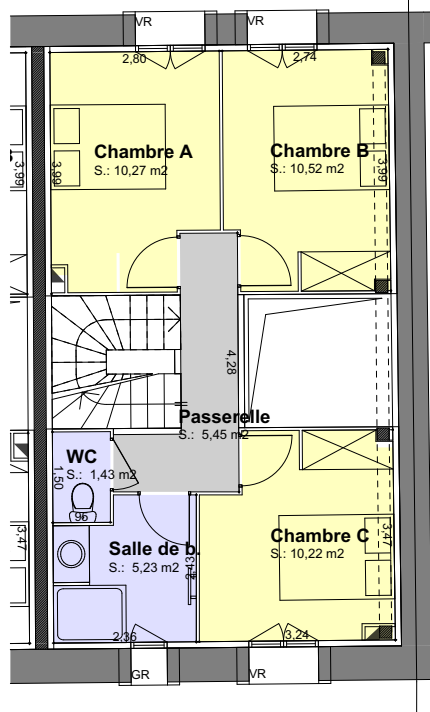 VR
VR
2,80
2,74
Chambre A
S.: 10,27 m2
Chambre B
S.: 10,52 m2
3,99
3,99
3,99
4,28
Passerelle
S.: 5,45 m2
WC
S.: 1,43 m2
1,50
96
Salle de b.
S.: 5,23 m2
2,43
Chambre C
S.: 10,22 m2
3,47
3,47
2,36
3,24
GR
VR